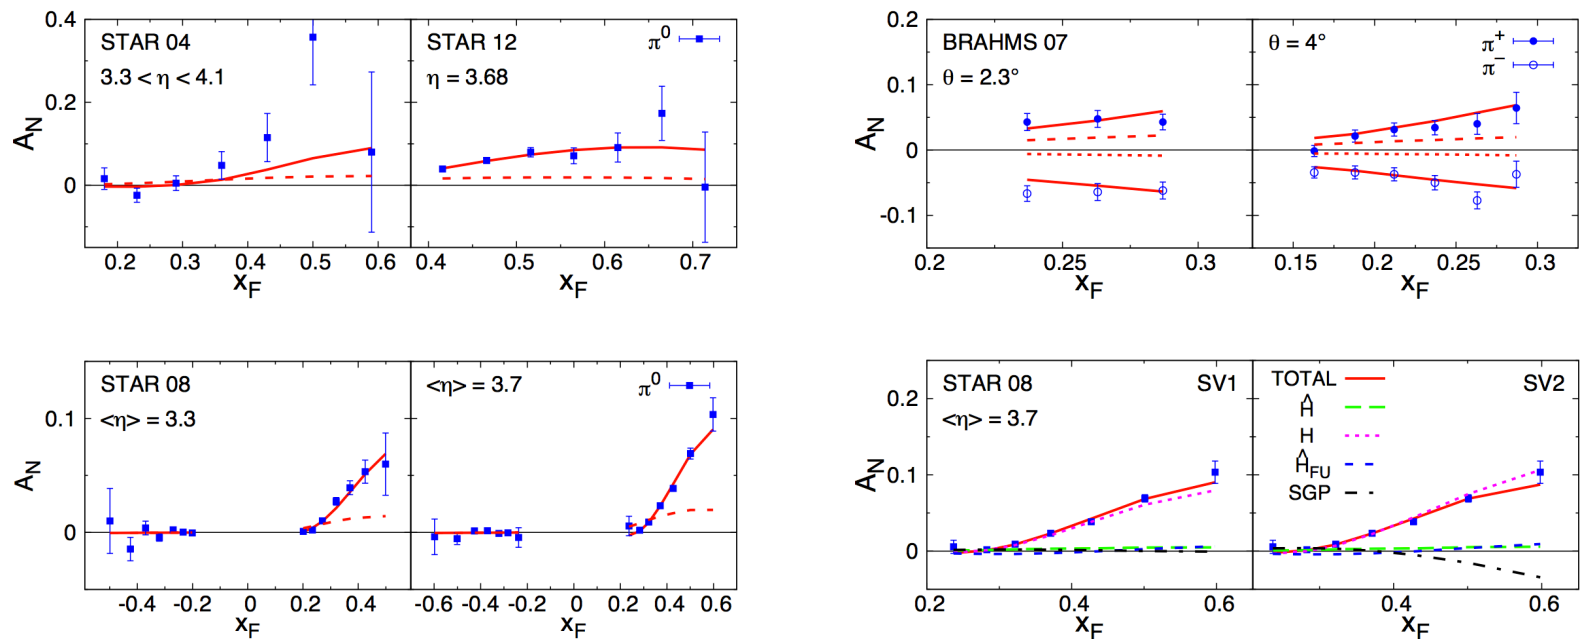 A_N
0.4
0.2
0
STAR 04
3.3 < η < 4.1
0.2 0.3 0.4 0.5 0.6
x_F
STAR 12
η = 3.68
π^0
0.4 0.5 0.6 0.7
x_F
A_N
0.2
0.1
0
-0.1
BRAHMS 07
θ = 2.3°
0.2 0.25 0.3
x_F
θ = 4°
π^+
π^−
0.15 0.2 0.25 0.3
x_F
A_N
0.1
0
STAR 08
<η> = 3.3
-0.4 -0.2 0 0.2 0.4
x_F
<η> = 3.7
π^0
-0.6 -0.4 -0.2 0 0.2 0.4 0.6
x_F
A_N
0.2
0.1
0
STAR 08
SV1
<η> = 3.7
0.2 0.4 0.6
x_F
TOTAL
SV2
Ĥ
H
Ĥ_FU
SGP
0.4 0.6
x_F